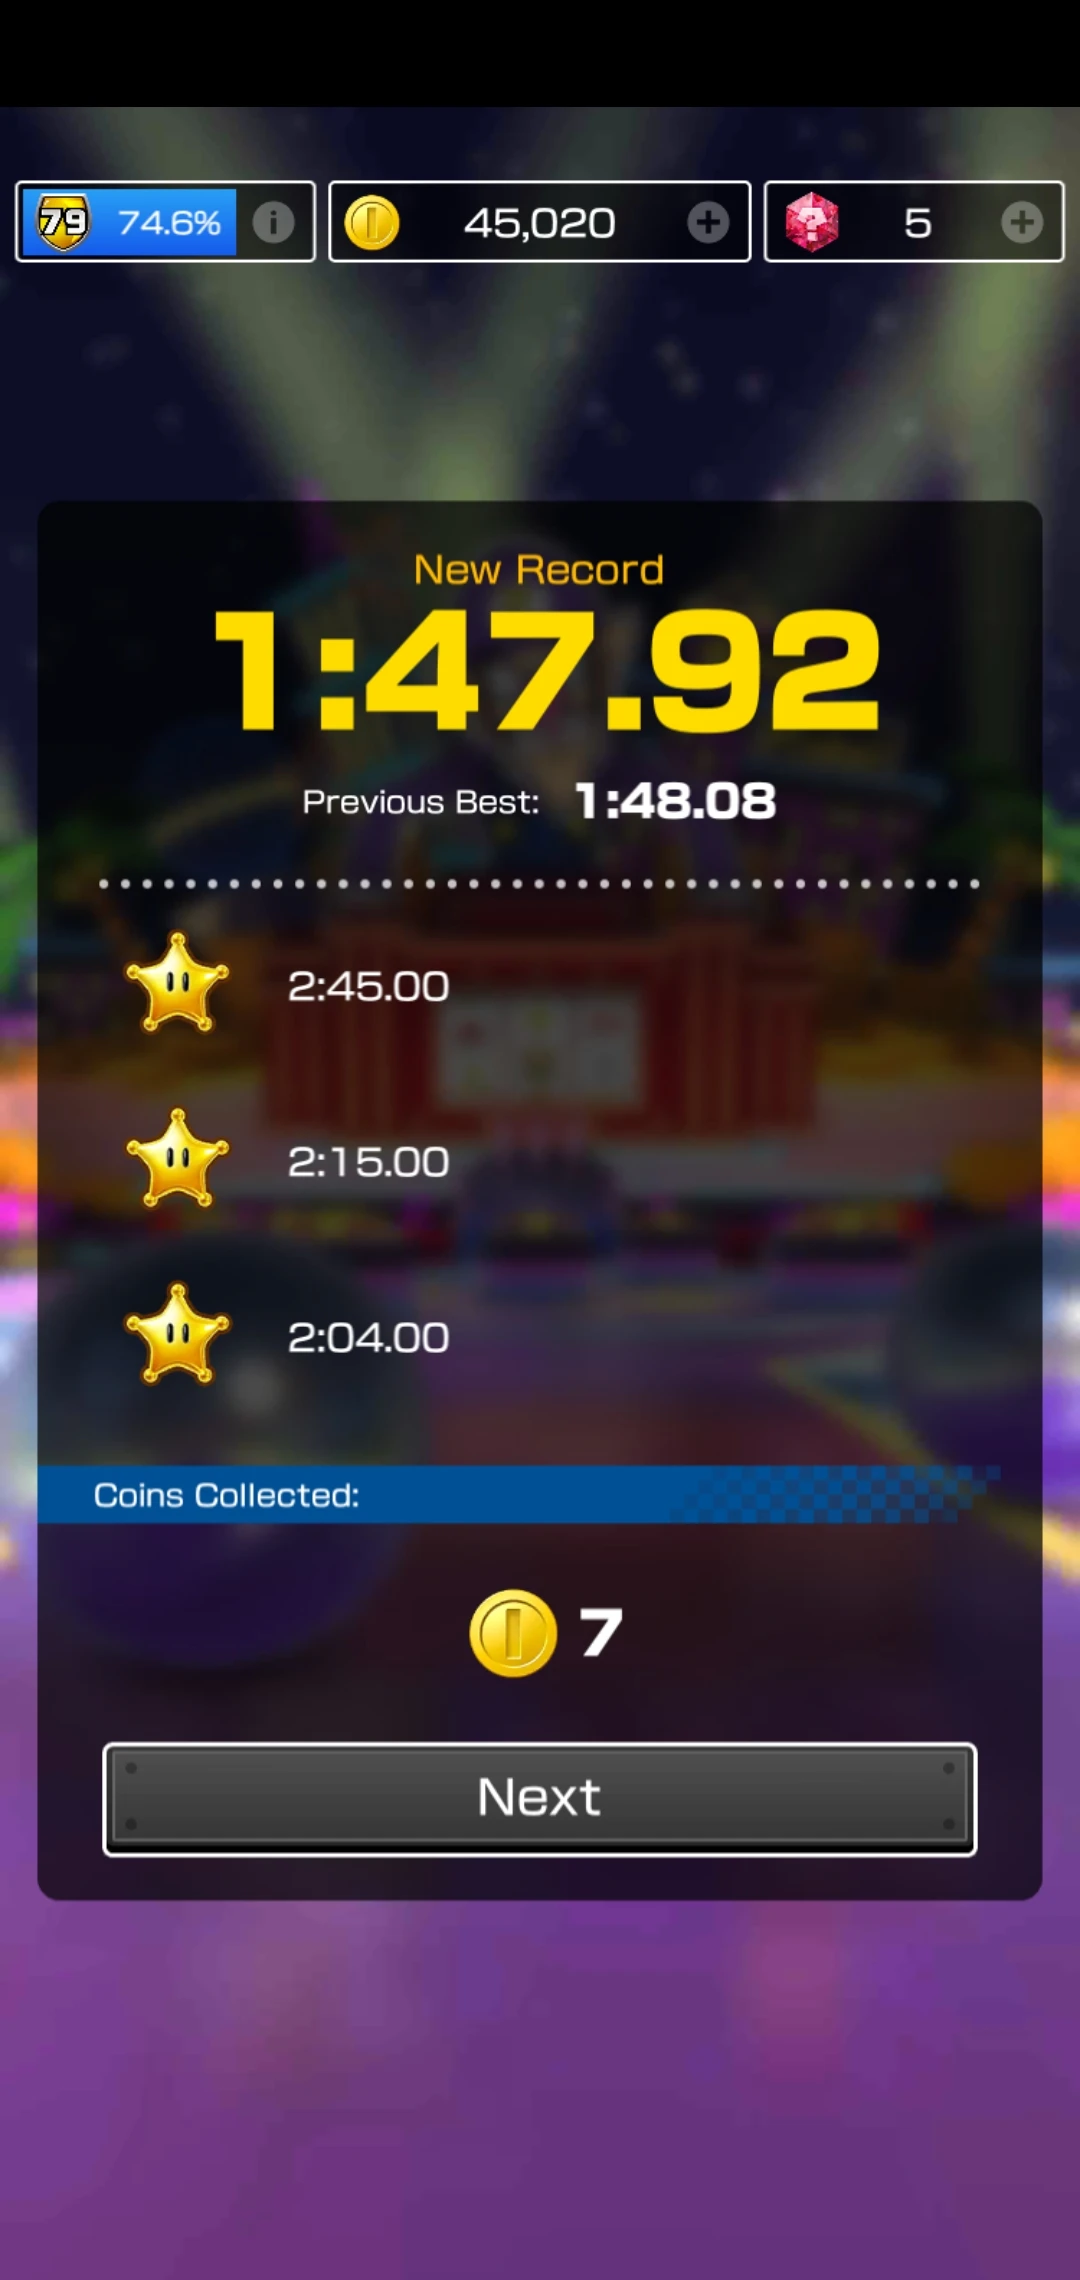 79 74.6% i 45,020 + ? 5 +
New Record
1:47.92
Previous Best: 1:48.08
2:45.00
2:15.00
2:04.00
Coins Collected:
7
Next